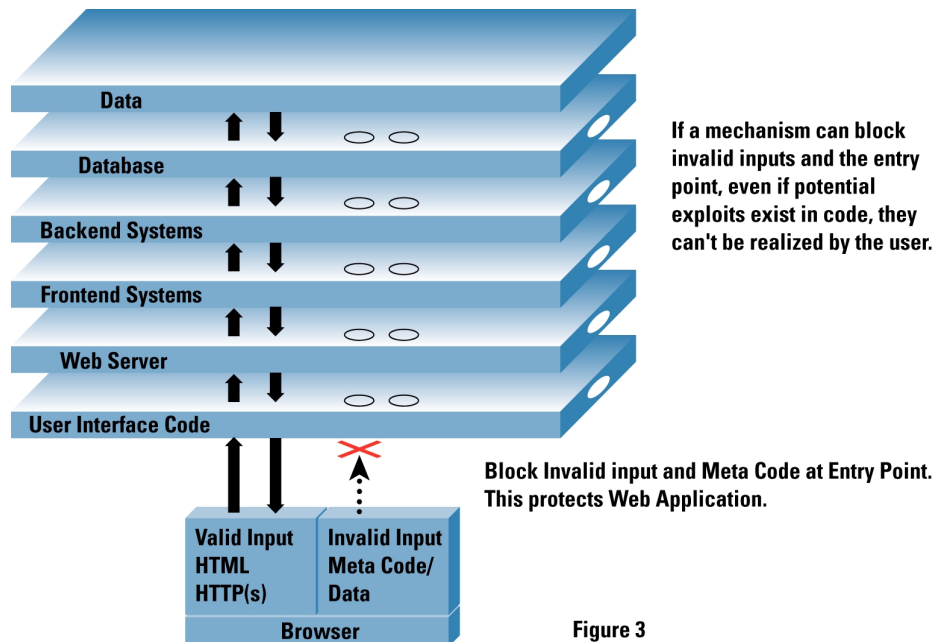 Data
Database
Backend Systems
Frontend Systems
Web Server
User Interface Code
If a mechanism can block
invalid inputs and the entry
point, even if potential
exploits exist in code, they
can't be realized by the user.
Block Invalid input and Meta Code at Entry Point.
This protects Web Application.
Valid Input
HTML
HTTP(s)
Invalid Input
Meta Code/
Data
Browser
Figure 3